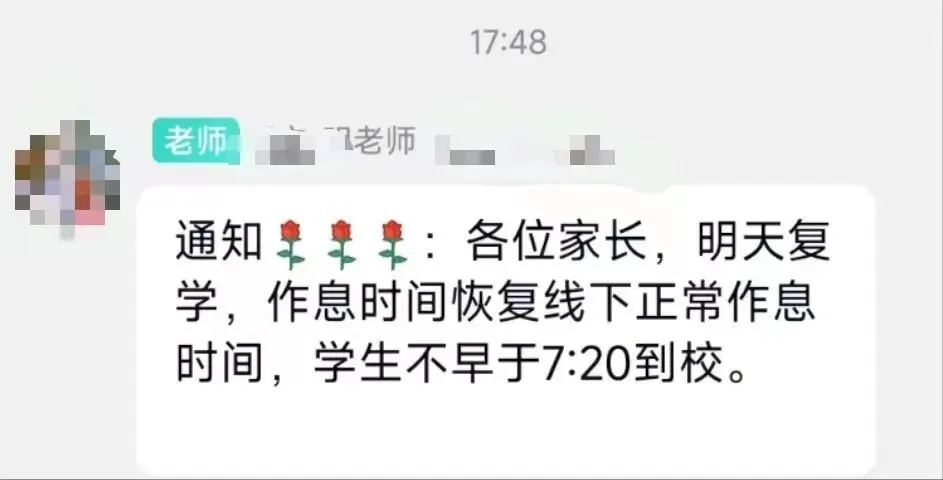 17:48
老师 老师
通知🌹🌹🌹：各位家长，明天复
学，作息时间恢复线下正常作息
时间，学生不早于7:20到校。